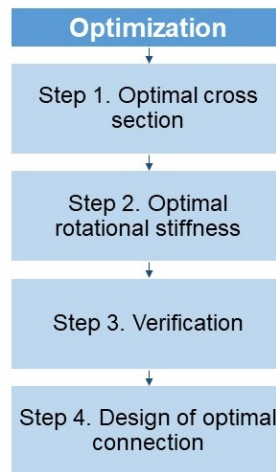 Optimization
Step 1. Optimal cross
section
Step 2. Optimal
rotational stiffness
Step 3. Verification
Step 4. Design of optimal
connection